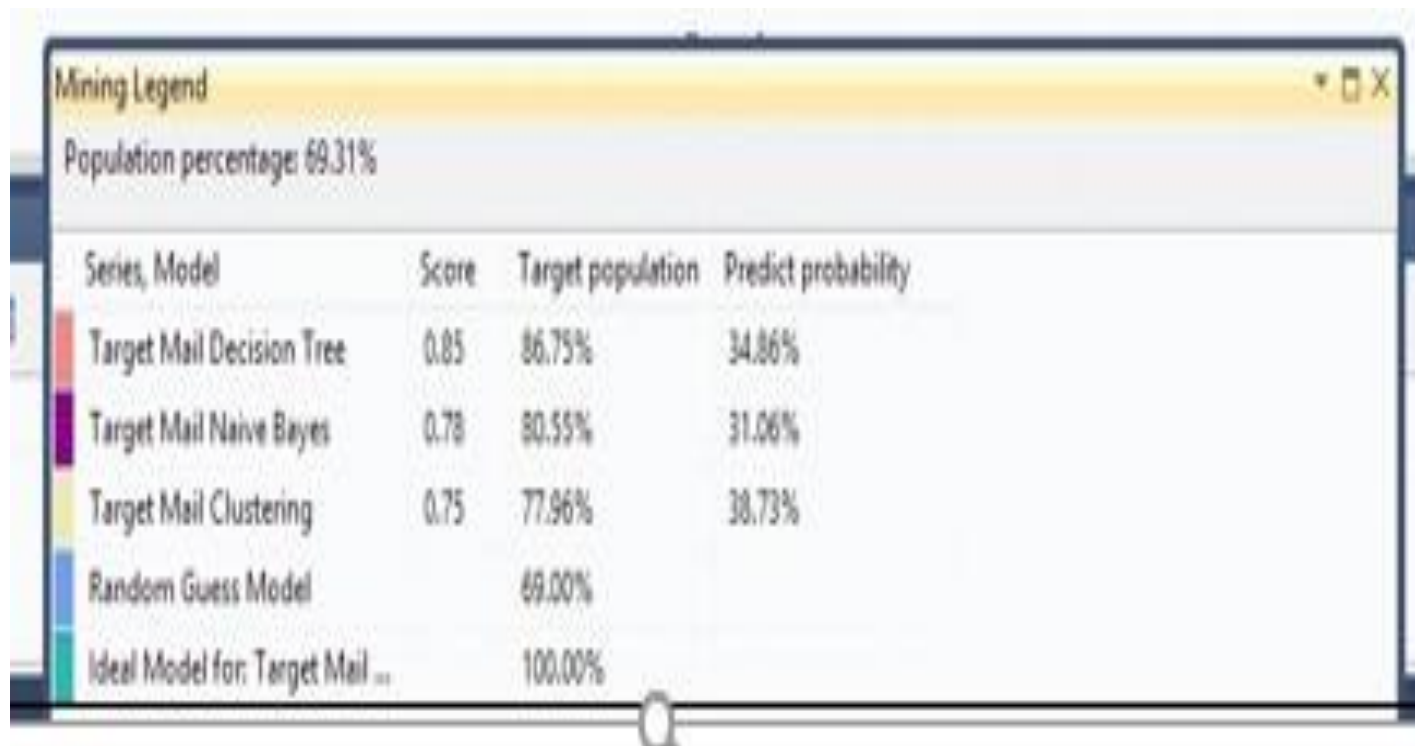 Mining Legend
Population percentage: 69.31%
Series, Model Score Target population Predict probability
Target Mail Decision Tree 0.85 86.75% 34.86%
Target Mail Naive Bayes 0.78 80.55% 31.06%
Target Mail Clustering 0.75 77.96% 38.73%
Random Guess Model 69.00%
Ideal Model for: Target Mail ... 100.00%